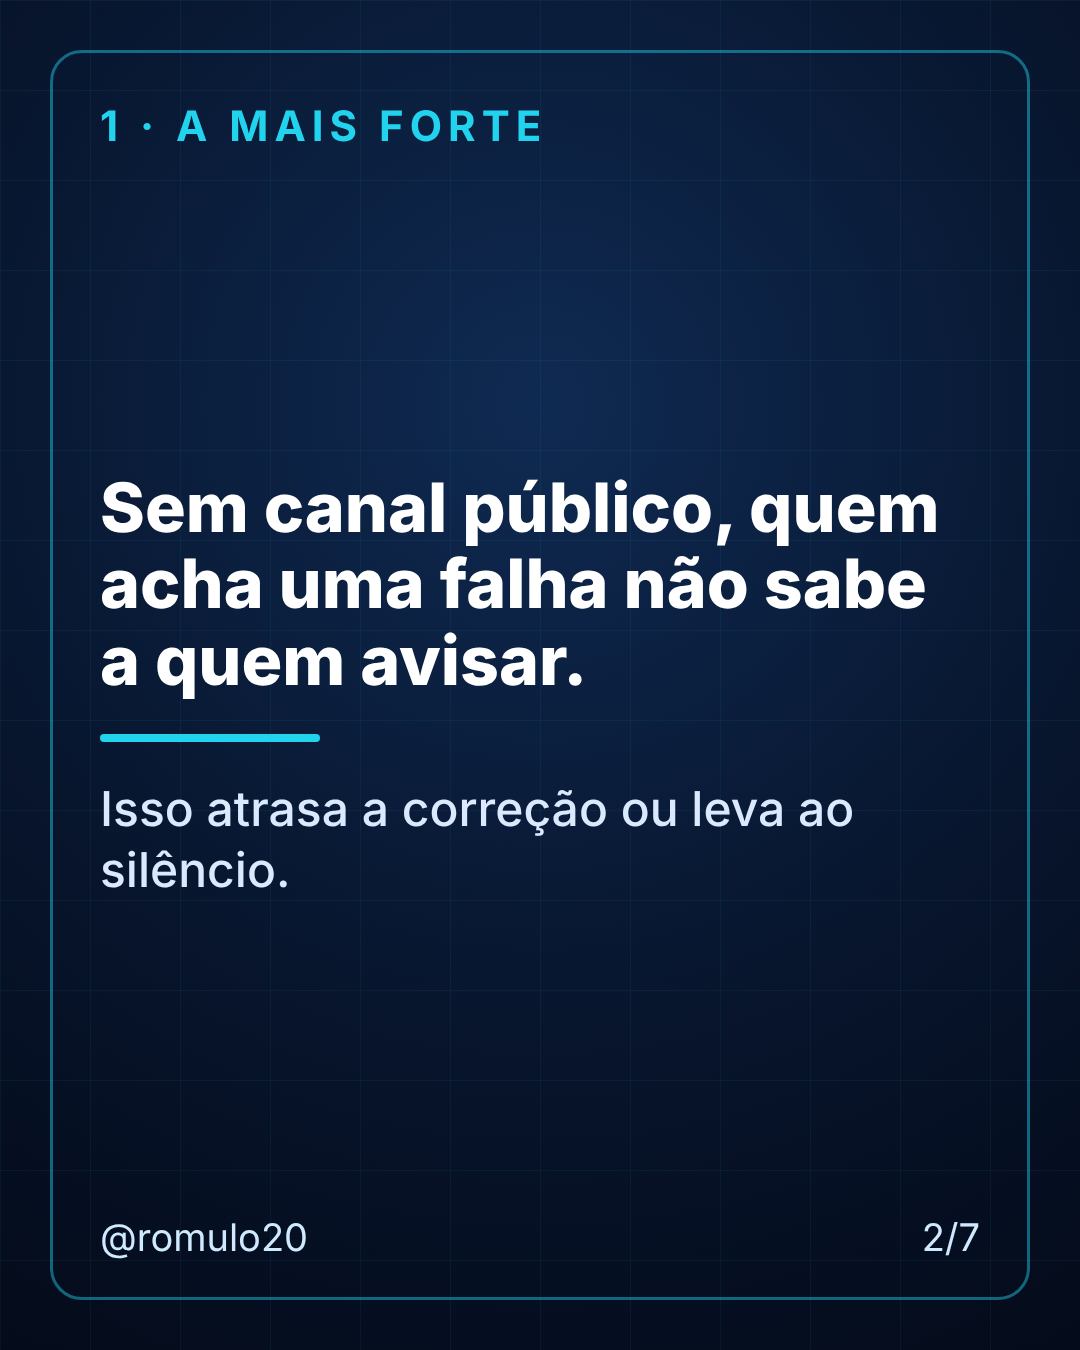 1 · A MAIS FORTE
Sem canal público, quem
acha uma falha não sabe
a quem avisar.
Isso atrasa a correção ou leva ao
silêncio.
@romulo20
2/7